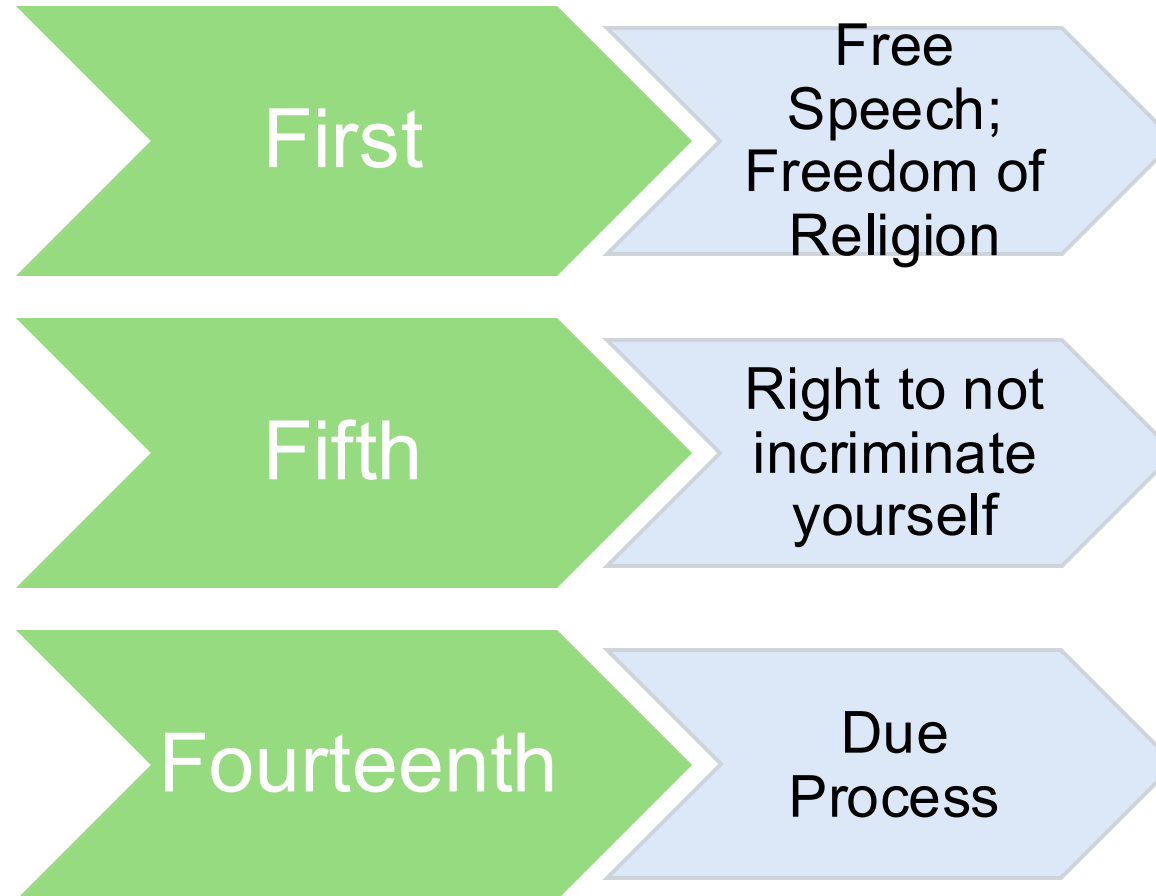 First
Free
Speech;
Freedom of
Religion
Fifth
Right to not
incriminate
yourself
Fourteenth
Due
Process